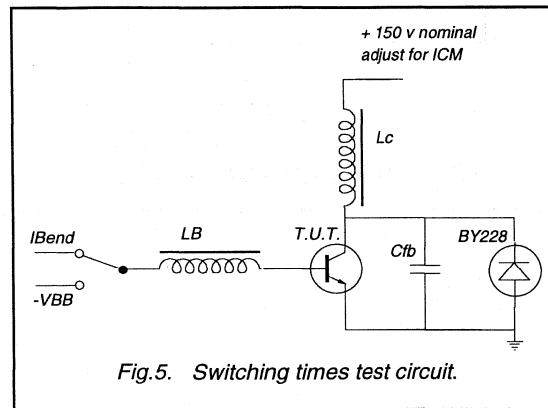 + 150 v nominal
adjust for ICM
Lc
IBend
LB
T.U.T.
Cfb
BY228
-VBB
Fig.5. Switching times test circuit.